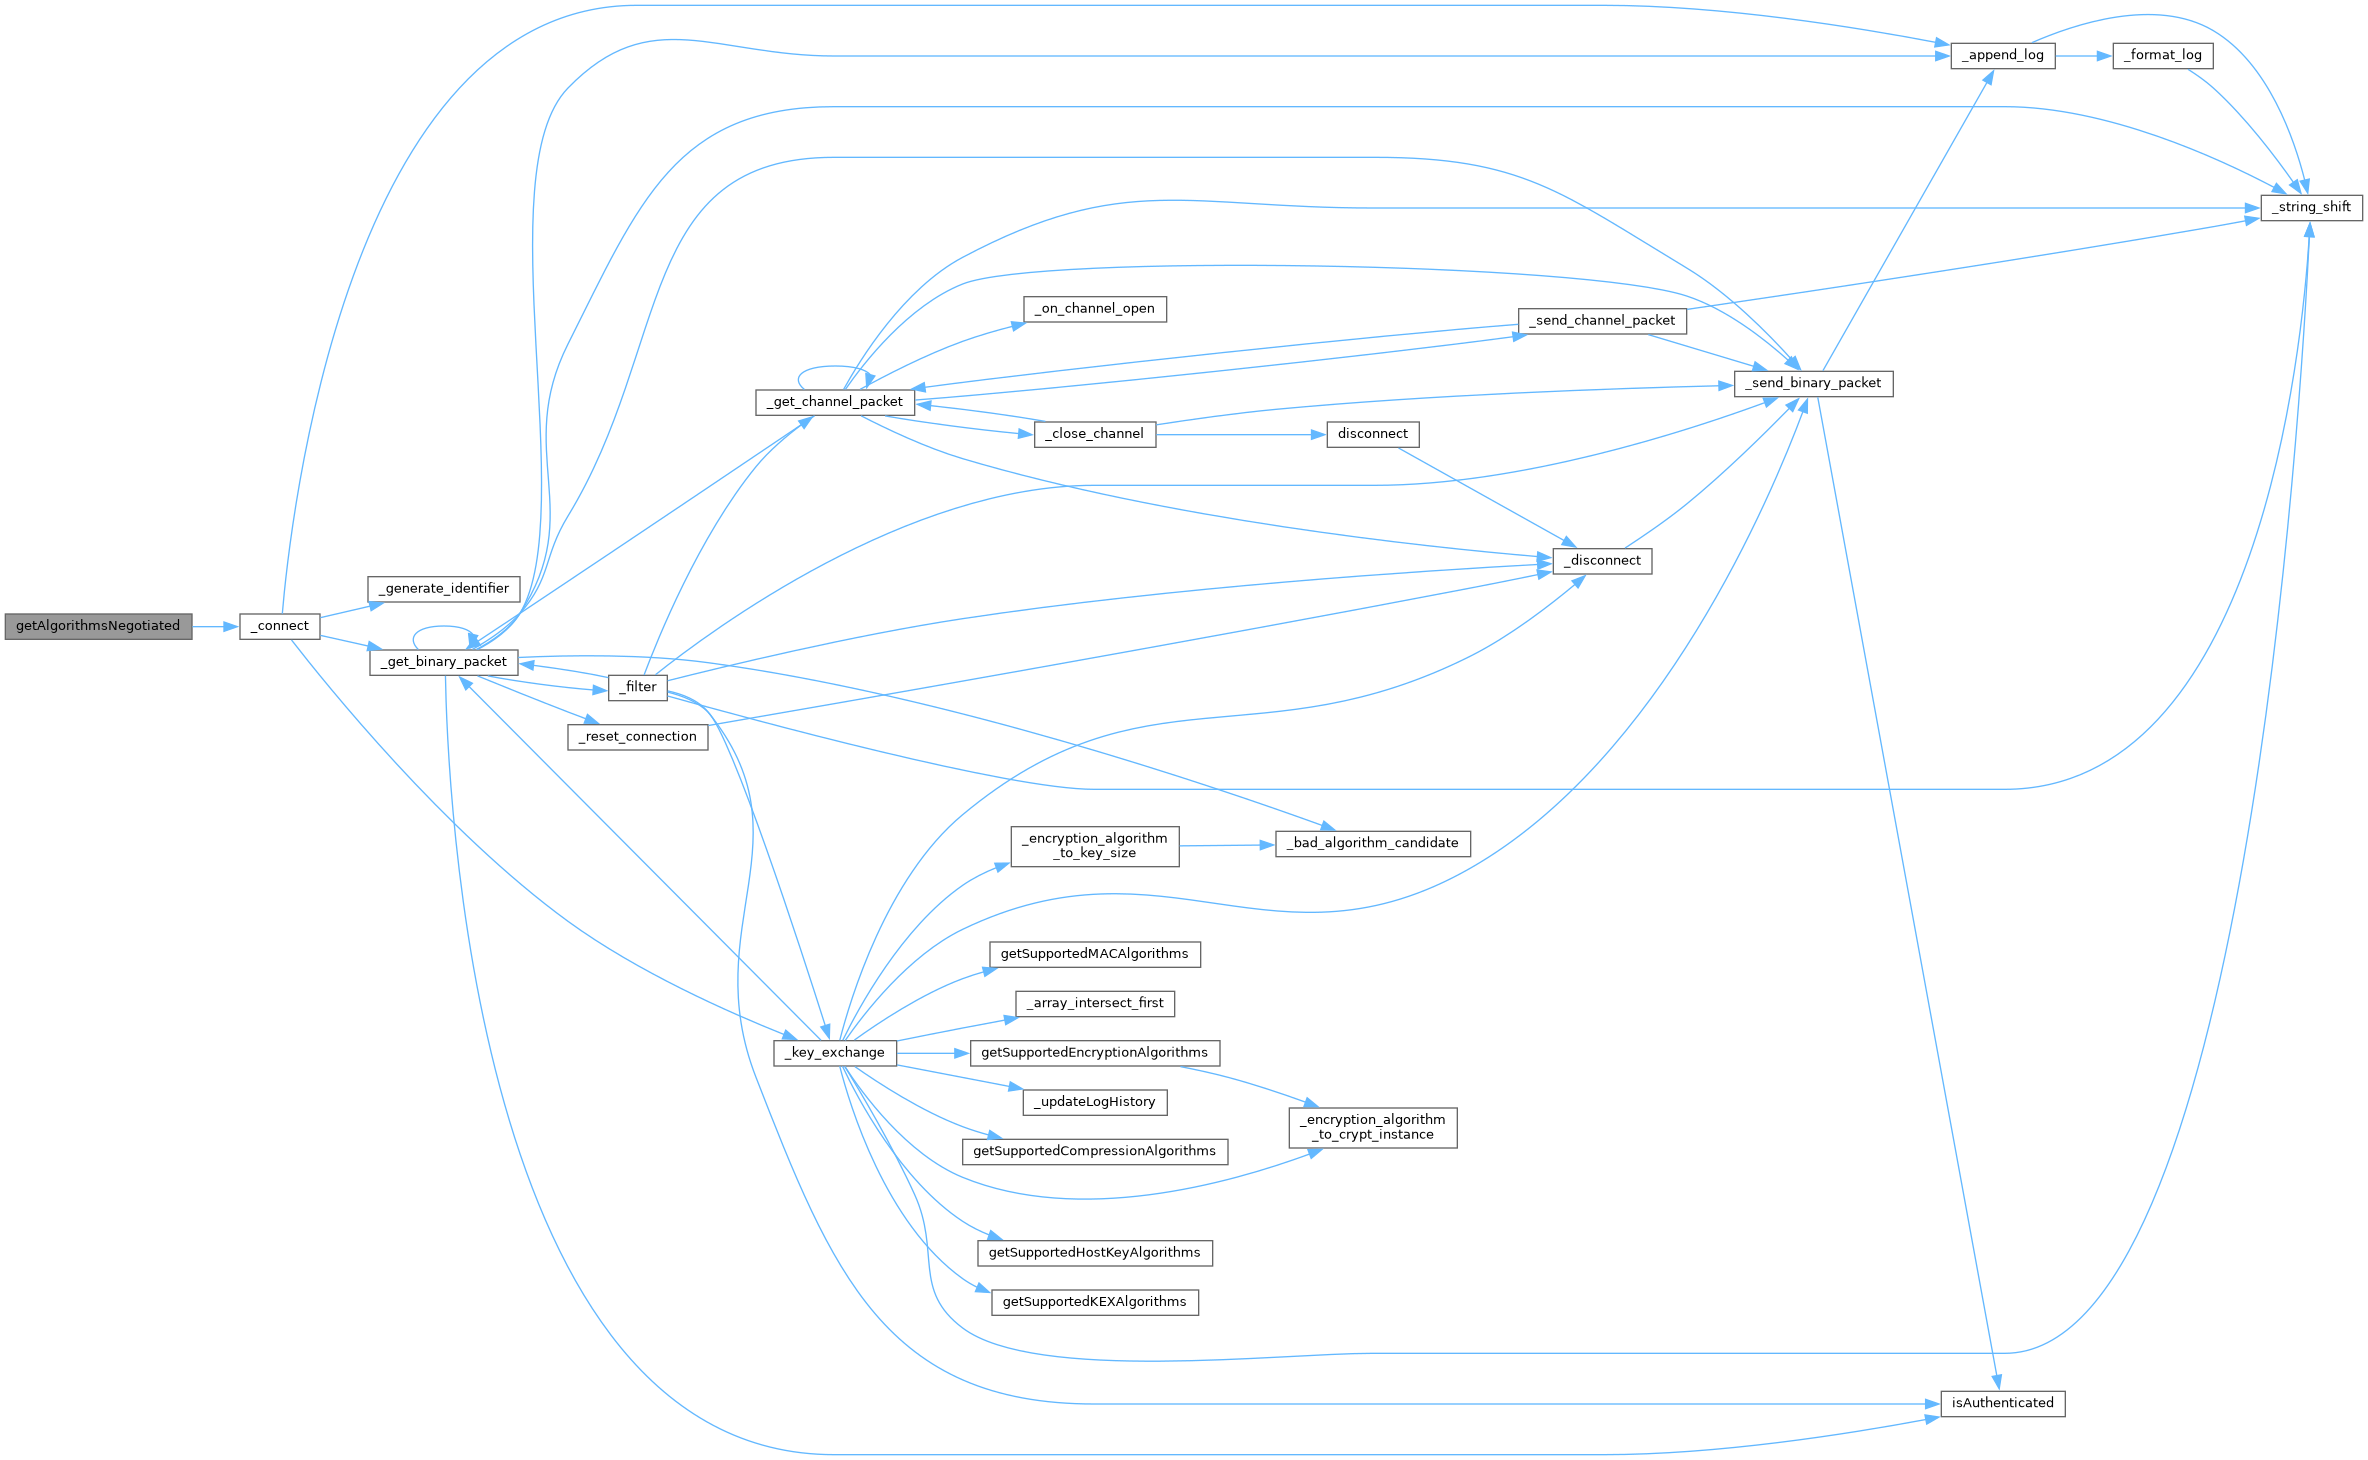 _append_log
_format_log
_string_shift
_on_channel_open
_send_channel_packet
_send_binary_packet
_get_channel_packet
_close_channel
disconnect
_disconnect
_generate_identifier
getAlgorithmsNegotiated
_connect
_get_binary_packet
_filter
_reset_connection
_encryption_algorithm
_to_key_size
_bad_algorithm_candidate
getSupportedMACAlgorithms
_array_intersect_first
_key_exchange
getSupportedEncryptionAlgorithms
_updateLogHistory
_encryption_algorithm
_to_crypt_instance
getSupportedCompressionAlgorithms
getSupportedHostKeyAlgorithms
getSupportedKEXAlgorithms
isAuthenticated